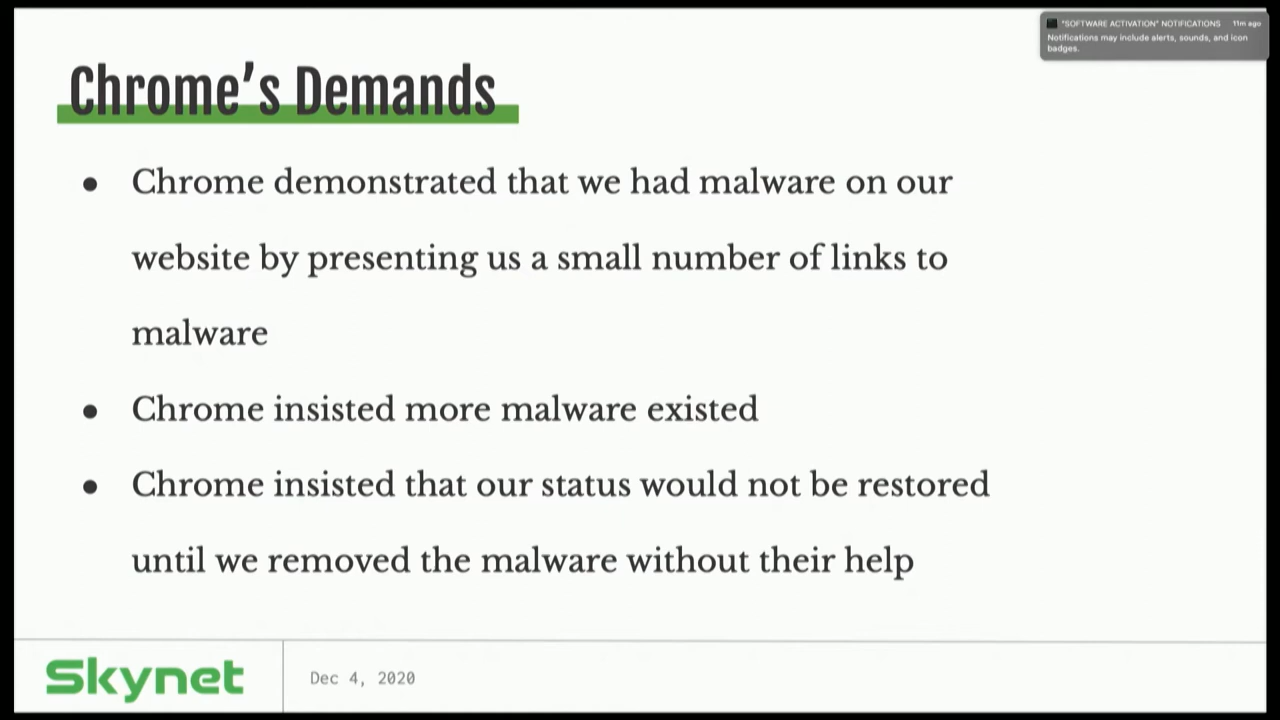 "SOFTWARE ACTIVATION" NOTIFICATIONS 11m ago
Notifications may include alerts, sounds, and icon
badges.
Chrome's Demands
● Chrome demonstrated that we had malware on our
website by presenting us a small number of links to
malware
● Chrome insisted more malware existed
● Chrome insisted that our status would not be restored
until we removed the malware without their help
Skynet
Dec 4, 2020